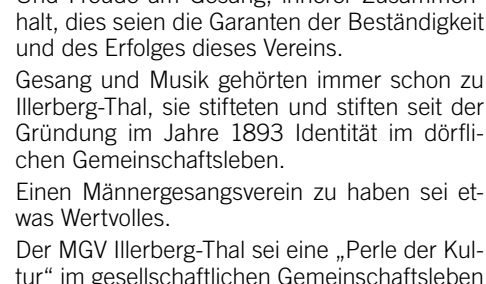 Und Freude am Gesang, innerer Zusammen-
halt, dies seien die Garanten der Beständigkeit
und des Erfolges dieses Vereins.
Gesang und Musik gehörten immer schon zu
Illerberg-Thal, sie stifteten und stiften seit der
Gründung im Jahre 1893 Identität im dörfli-
chen Gemeinschaftsleben.
Einen Männergesangsverein zu haben sei et-
was Wertvolles.
Der MGV Illerberg-Thal sei eine „Perle der Kul-
tur“ im gesellschaftlichen Gemeinschaftsleben